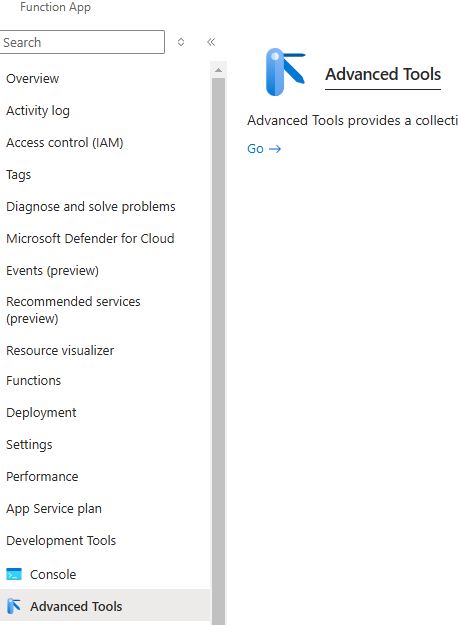 Function App
Search
Overview
Activity log
Access control (IAM)
Tags
Diagnose and solve problems
Microsoft Defender for Cloud
Events (preview)
Recommended services
(preview)
Resource visualizer
Functions
Deployment
Settings
Performance
App Service plan
Development Tools
Console
Advanced Tools
Advanced Tools
Advanced Tools provides a collecti
Go →